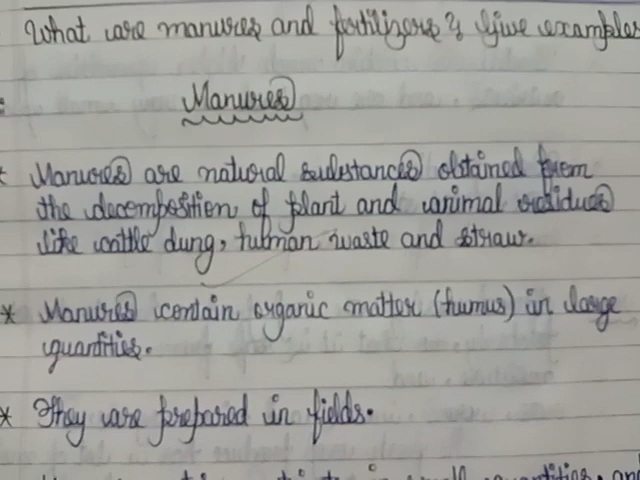 What are manures and fertilizers? Give examples
Manures
* Manures are natural substances obtained from
the decomposition of plant and animal residues
like cattle dung, human waste and straw.
* Manures contain organic matter (humus) in large
quantities.
* They are prepared in fields.